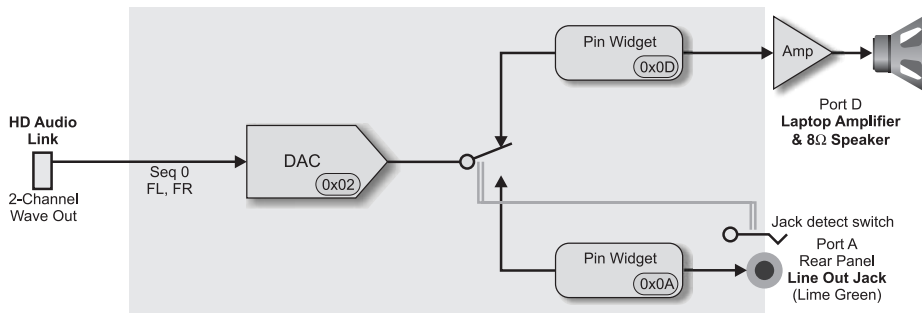 HD Audio
Link
2-Channel
Wave Out
Seq 0
FL, FR
DAC
0x02
Pin Widget
0x0D
Amp
Port D
Laptop Amplifier
& 8Ω Speaker
Jack detect switch
Pin Widget
0x0A
Port A
Rear Panel
Line Out Jack
(Lime Green)